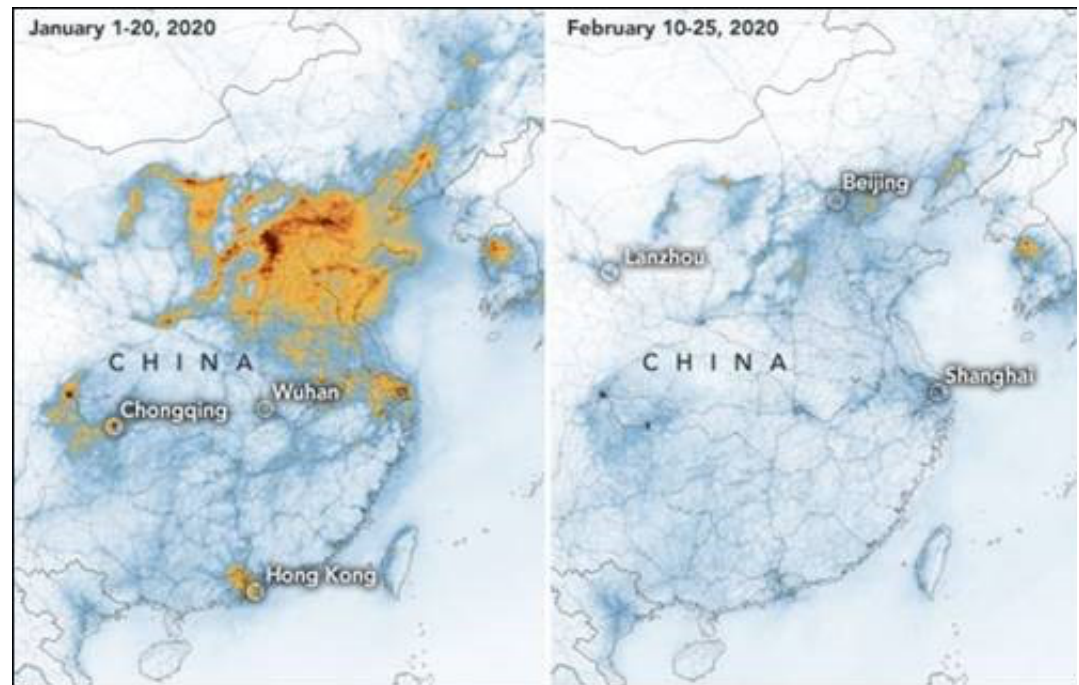 January 1-20, 2020
CHINA
Wuhan
Chongqing
Hong Kong
February 10-25, 2020
Beijing
Lanzhou
CHINA
Shanghai